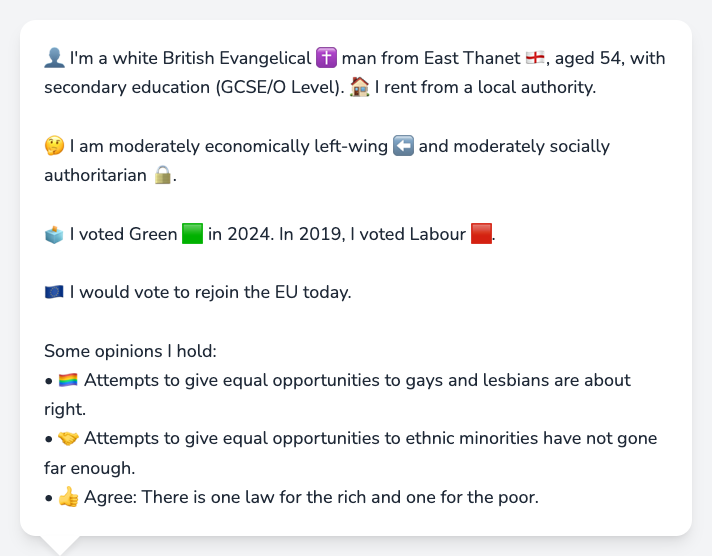 👤 I'm a white British Evangelical ✝️ man from East Thanet 🏴󠁧󠁢󠁥󠁮󠁧󠁿, aged 54, with
secondary education (GCSE/O Level). 🏠 I rent from a local authority.
🤔 I am moderately economically left-wing ⬅️ and moderately socially
authoritarian 🔒.
🗳️ I voted Green 🟩 in 2024. In 2019, I voted Labour 🟥.
🇪🇺 I would vote to rejoin the EU today.
Some opinions I hold:
• 🏳️‍🌈 Attempts to give equal opportunities to gays and lesbians are about
right.
• 🤝 Attempts to give equal opportunities to ethnic minorities have not gone
far enough.
• 👍 Agree: There is one law for the rich and one for the poor.